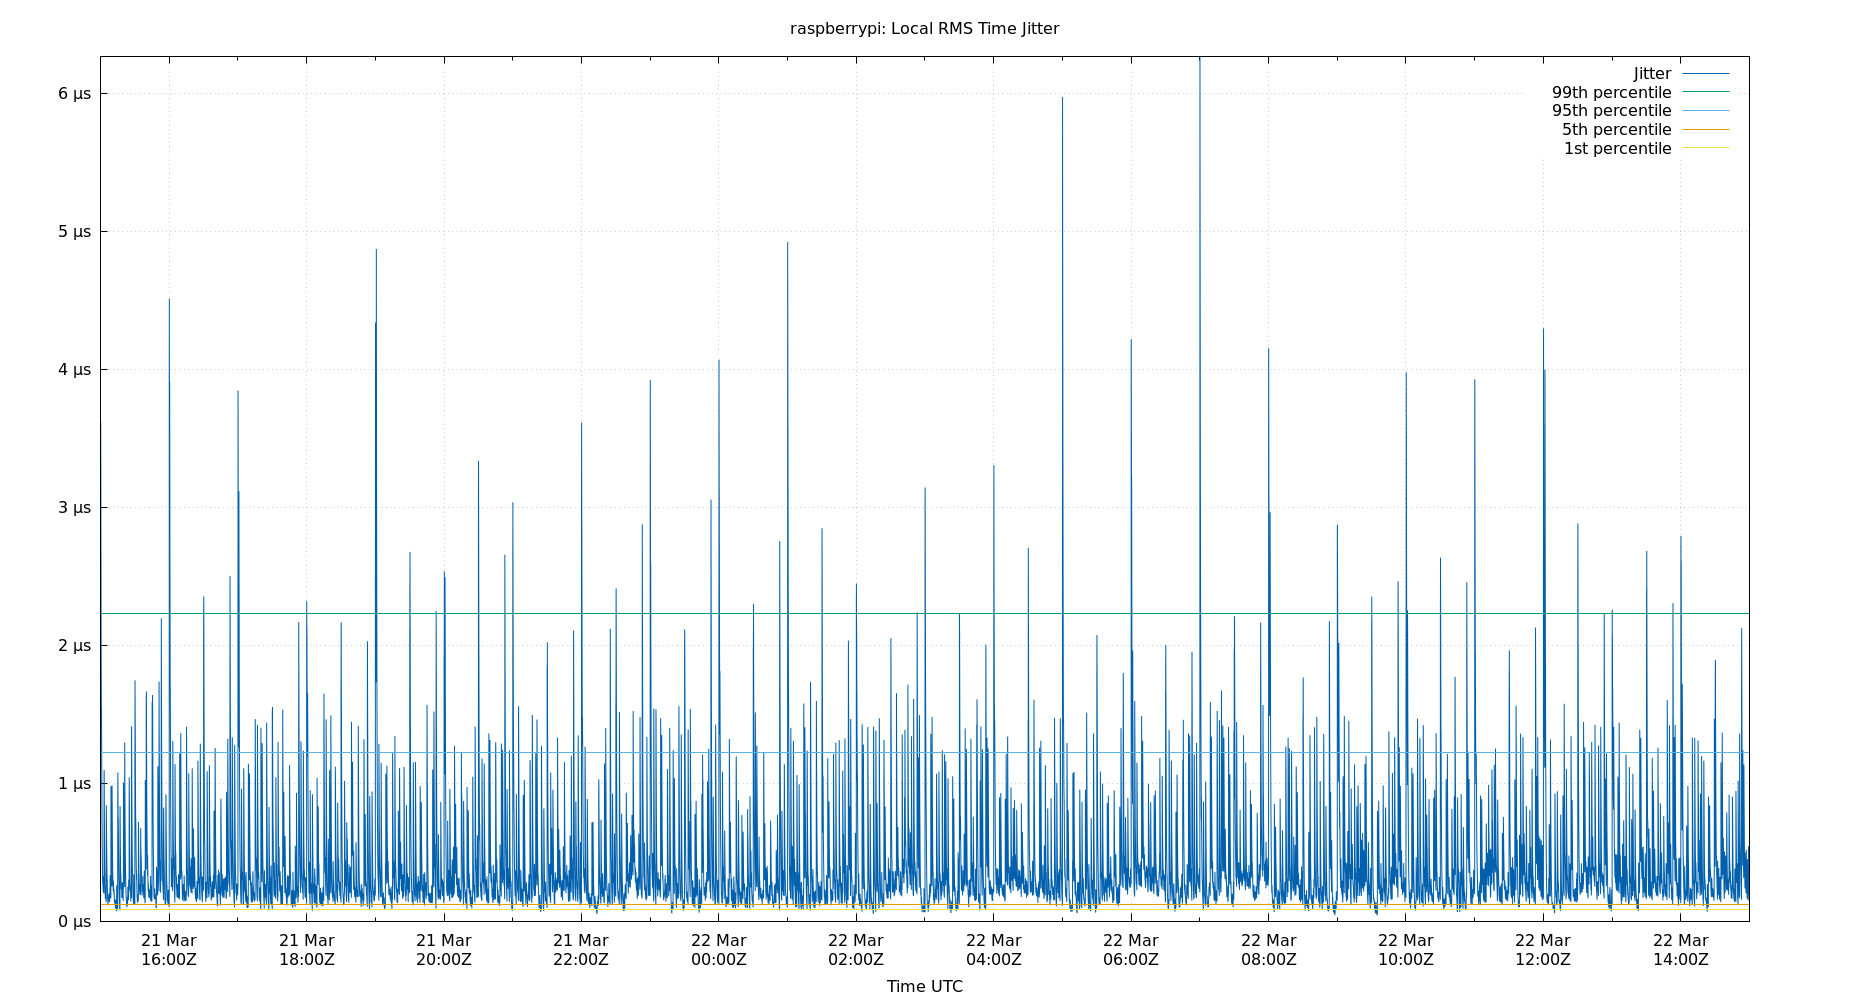 raspberrypi: Local RMS Time Jitter
6 µs
5 µs
4 µs
3 µs
2 µs
1 µs
0 µs
Jitter
99th percentile
95th percentile
5th percentile
1st percentile
21 Mar
16:00Z
21 Mar
18:00Z
21 Mar
20:00Z
21 Mar
22:00Z
22 Mar
00:00Z
22 Mar
02:00Z
22 Mar
04:00Z
22 Mar
06:00Z
22 Mar
08:00Z
22 Mar
10:00Z
22 Mar
12:00Z
22 Mar
14:00Z
Time UTC